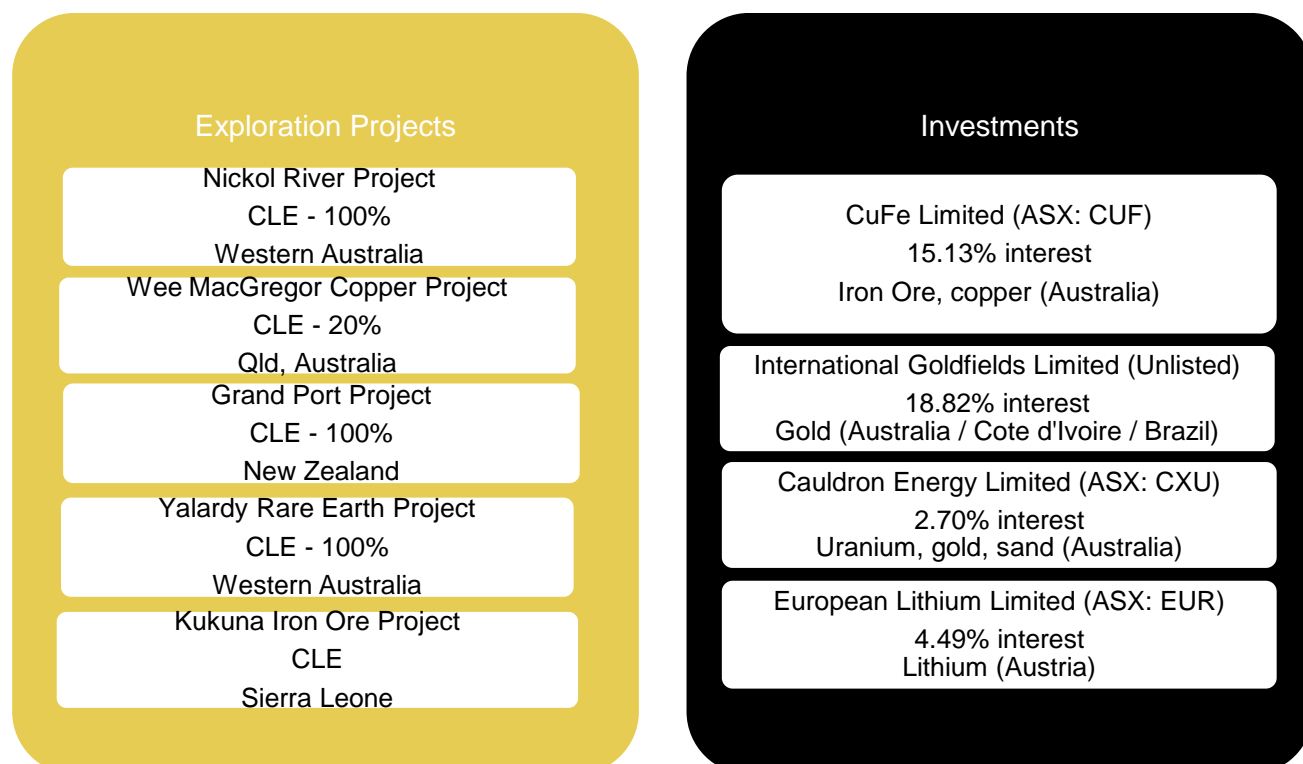 Exploration Projects
Nickol River Project
CLE - 100%
Western Australia
Wee MacGregor Copper Project
CLE - 20%
Qld, Australia
Grand Port Project
CLE - 100%
New Zealand
Yalardy Rare Earth Project
CLE - 100%
Western Australia
Kukuna Iron Ore Project
CLE
Sierra Leone
Investments
CuFe Limited (ASX: CUF)
15.13% interest
Iron Ore, copper (Australia)
International Goldfields Limited (Unlisted)
18.82% interest
Gold (Australia / Cote d'Ivoire / Brazil)
Cauldron Energy Limited (ASX: CXU)
2.70% interest
Uranium, gold, sand (Australia)
European Lithium Limited (ASX: EUR)
4.49% interest
Lithium (Austria)